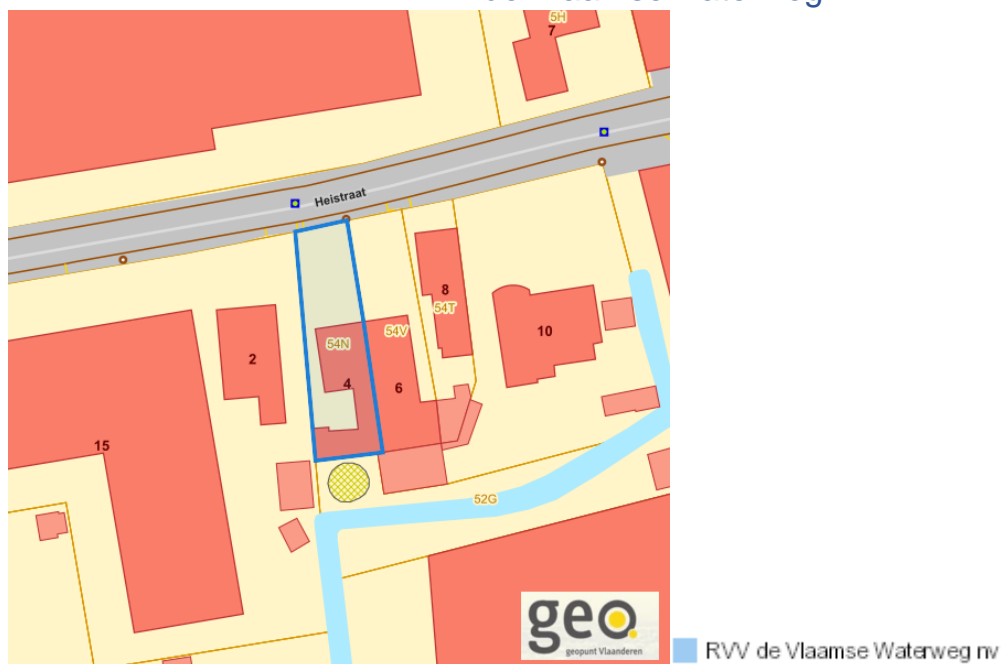 5H
7
Heistraat
8
54T
54V
10
2
54N
4
6
15
52G
geo
geopunt Vlaanderen
RVV de Vlaamse Waterweg nv